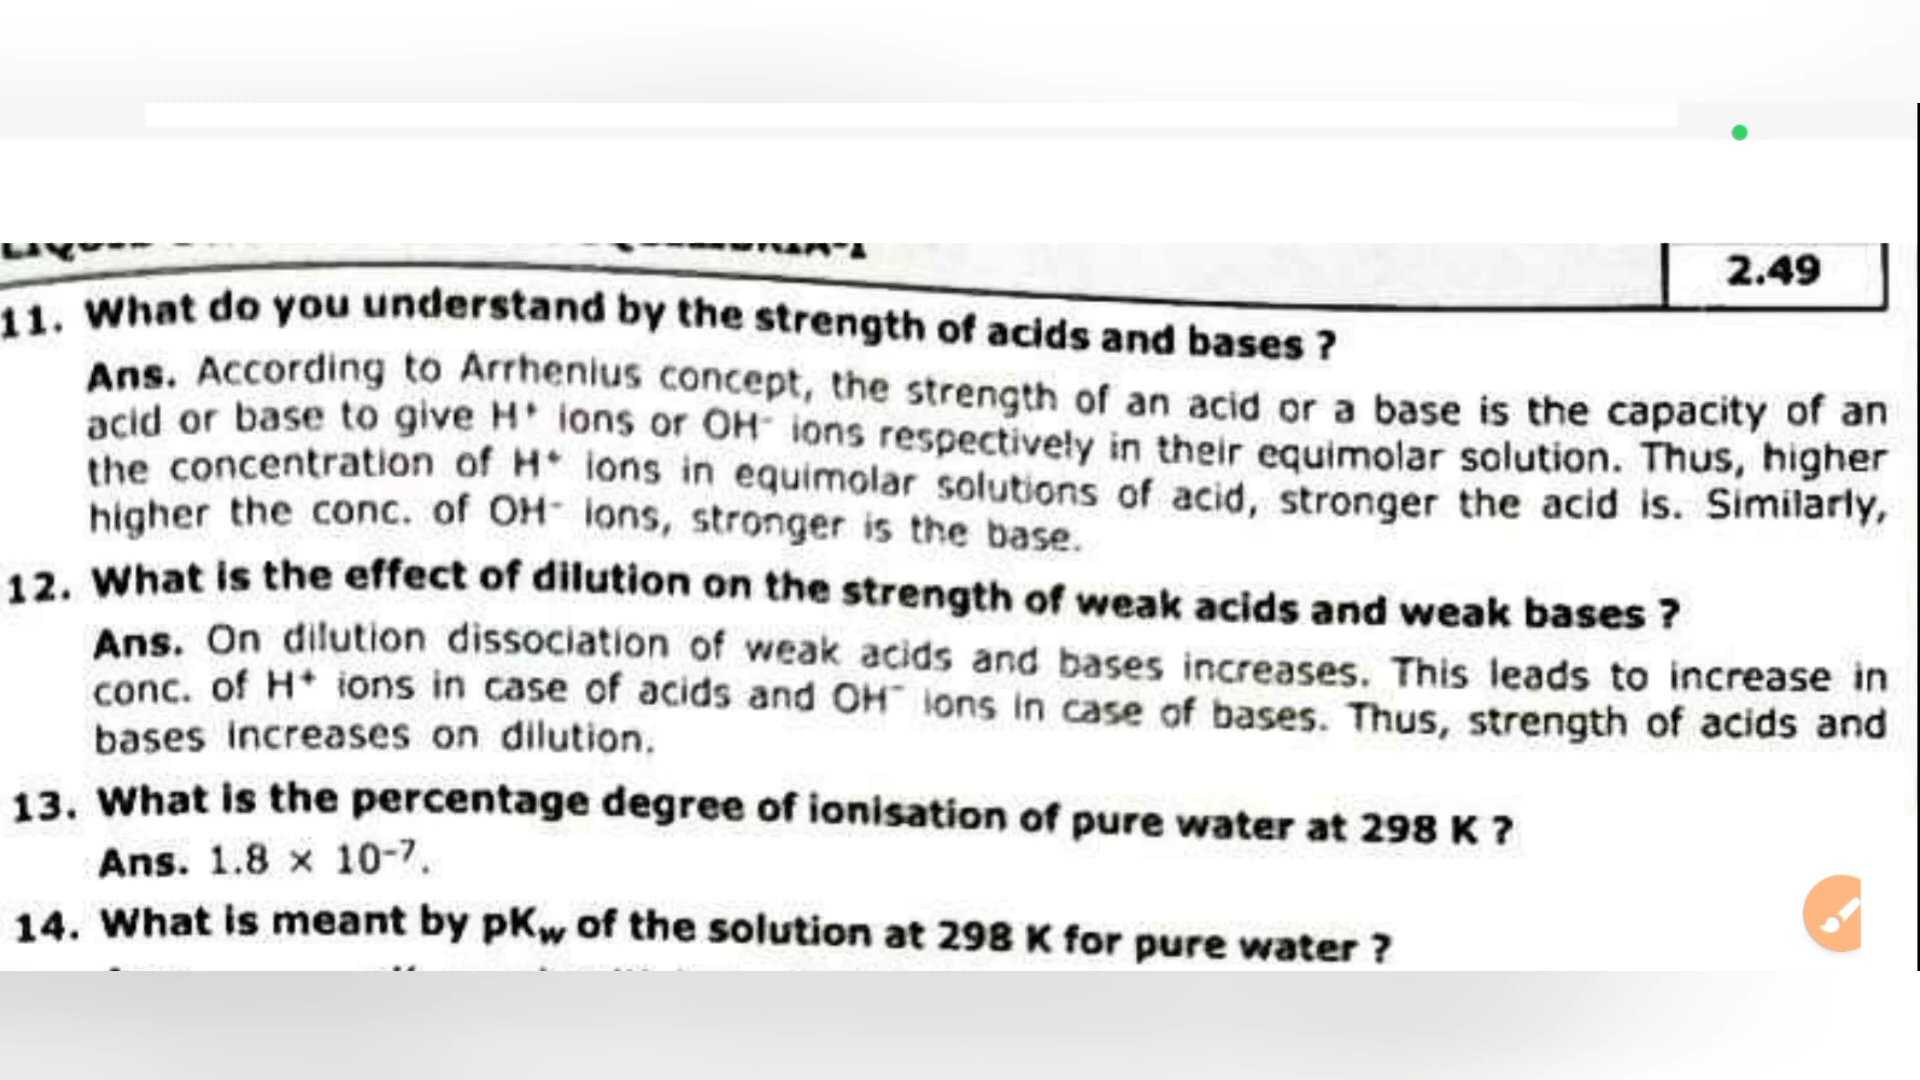 2.49
11. What do you understand by the strength of acids and bases ?
Ans. According to Arrhenius concept, the strength of an acid or a base is the capacity of an
acid or base to give H⁺ ions or OH⁻ ions respectively in their equimolar solution. Thus, higher
the concentration of H⁺ ions in equimolar solutions of acid, stronger the acid is. Similarly,
higher the conc. of OH⁻ ions, stronger is the base.
12. What is the effect of dilution on the strength of weak acids and weak bases ?
Ans. On dilution dissociation of weak acids and bases increases. This leads to increase in
conc. of H⁺ ions in case of acids and OH⁻ ions in case of bases. Thus, strength of acids and
bases increases on dilution.
13. What is the percentage degree of ionisation of pure water at 298 K ?
Ans. 1.8 × 10⁻⁷.
14. What is meant by pKw of the solution at 298 K for pure water ?